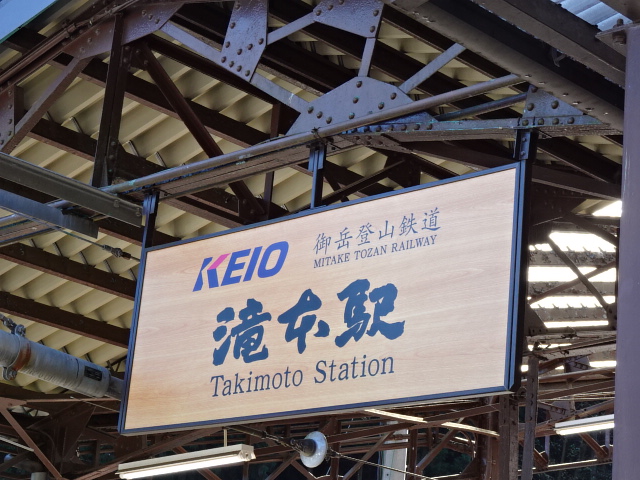 KEIO
御岳登山鉄道
MITAKE TOZAN RAILWAY
滝本駅
Takimoto Station